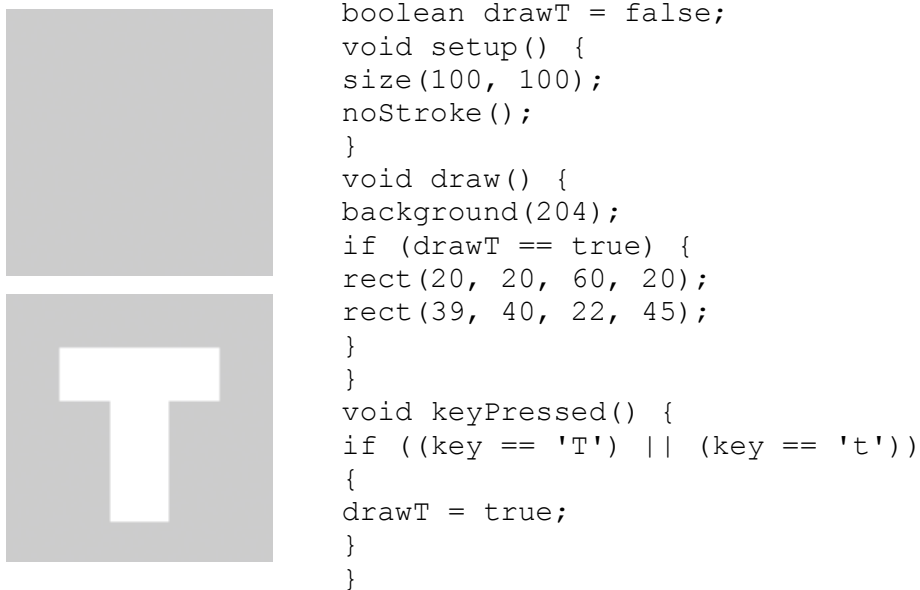 boolean drawT = false;
void setup() {
size(100, 100);
noStroke();
}
void draw() {
background(204);
if (drawT == true) {
rect(20, 20, 60, 20);
rect(39, 40, 22, 45);
}
}
void keyPressed() {
if ((key == 'T') || (key == 't'))
{
drawT = true;
}
}
T